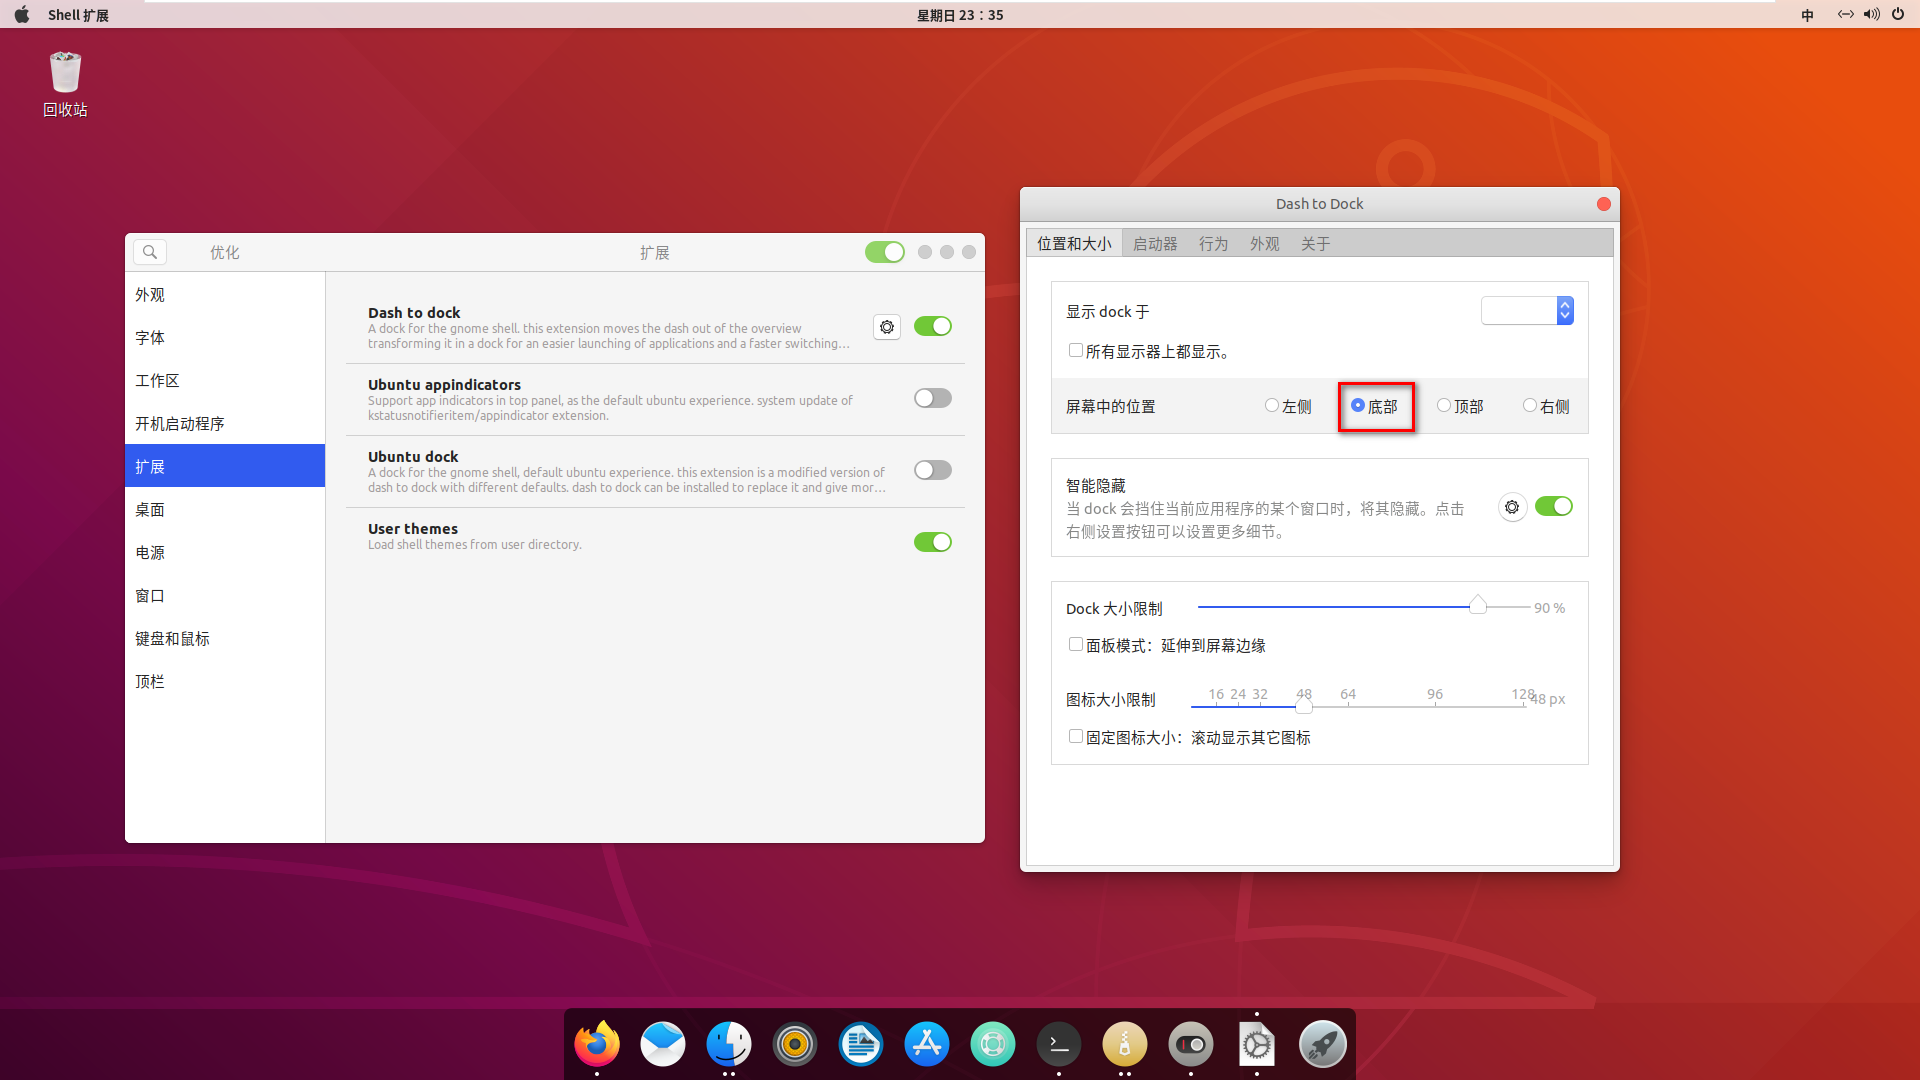 Shell 扩展
星期日 23：35
中
回收站
优化
扩展
外观
字体
工作区
开机启动程序
扩展
桌面
电源
窗口
键盘和鼠标
顶栏
Dash to dock
A dock for the gnome shell. this extension moves the dash out of the overview
transforming it in a dock for an easier launching of applications and a faster switching…
Ubuntu appindicators
Support app indicators in top panel, as the default ubuntu experience. system update of
kstatusnotifieritem/appindicator extension.
Ubuntu dock
A dock for the gnome shell, default ubuntu experience. this extension is a modified version of
dash to dock with different defaults. dash to dock can be installed to replace it and give mor…
User themes
Load shell themes from user directory.
Dash to Dock
位置和大小 启动器 行为 外观 关于
显示 dock 于
所有显示器上都显示。
屏幕中的位置 左侧 底部 顶部 右侧
智能隐藏
当 dock 会挡住当前应用程序的某个窗口时，将其隐藏。点击
右侧设置按钮可以设置更多细节。
Dock 大小限制 90 %
面板模式：延伸到屏幕边缘
图标大小限制 16 24 32 48 64 96 128 48 px
固定图标大小：滚动显示其它图标